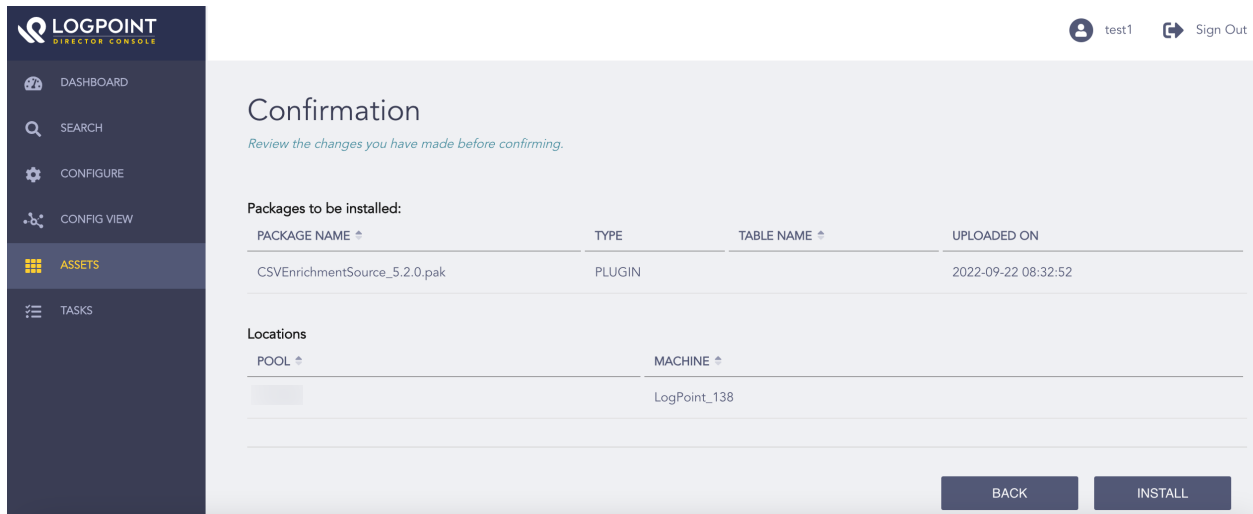 LOGPOINT
DIRECTOR CONSOLE
test1
Sign Out
DASHBOARD
SEARCH
CONFIGURE
CONFIG VIEW
ASSETS
TASKS
Confirmation
Review the changes you have made before confirming.
Packages to be installed:
PACKAGE NAME TYPE TABLE NAME UPLOADED ON
CSVEnrichmentSource_5.2.0.pak PLUGIN 2022-09-22 08:32:52
Locations
POOL MACHINE
LogPoint_138
BACK INSTALL